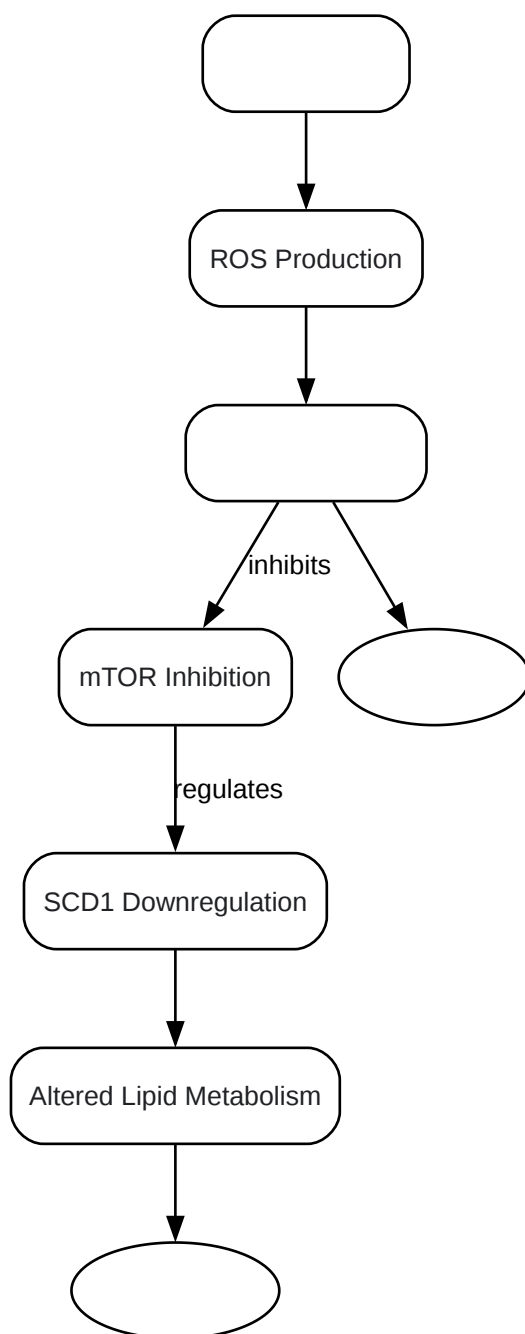 ROS Production
inhibits
mTOR Inhibition
regulates
SCD1 Downregulation
Altered Lipid Metabolism